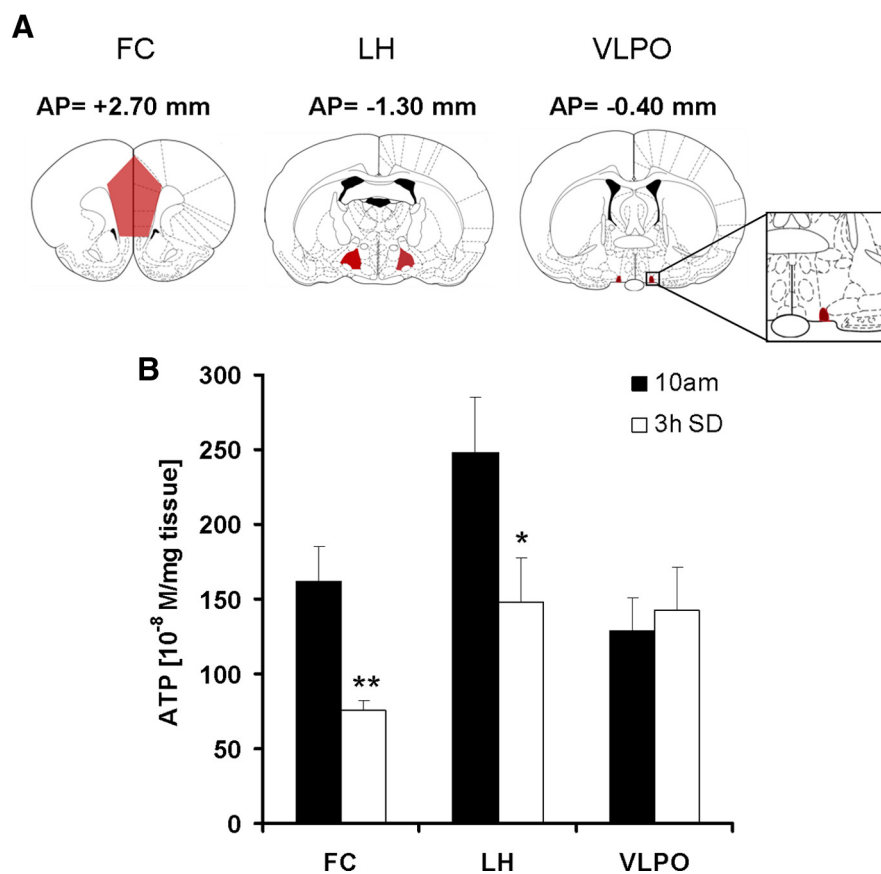 A
FC LH VLPO
AP= +2.70 mm AP= -1.30 mm AP= -0.40 mm
B
300
250
200
150
100
50
0
ATP [10⁻⁸ M/mg tissue]
10am
3h SD
**
*
FC LH VLPO